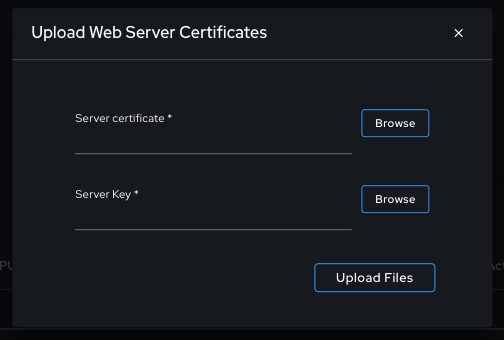 Upload Web Server Certificates
Server certificate *
Browse
Server Key *
Browse
Upload Files